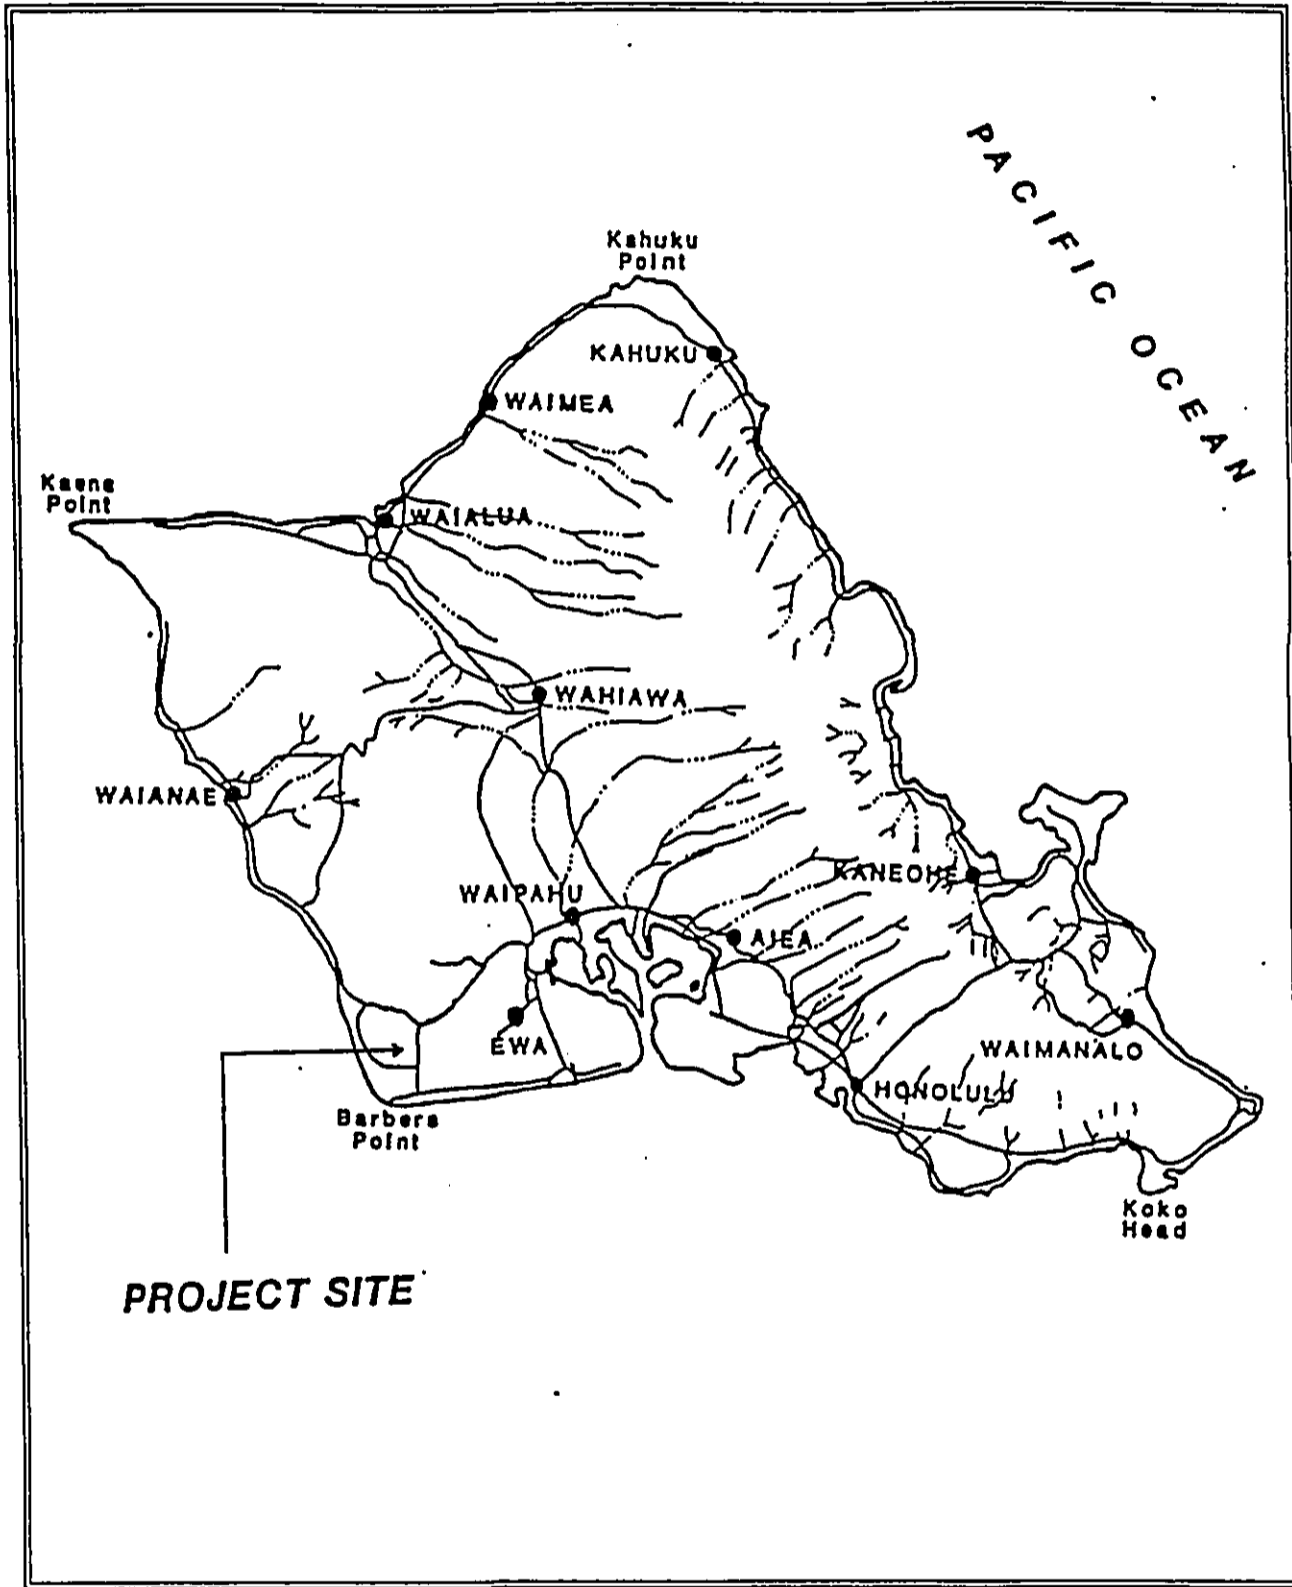 PACIFIC OCEAN
Kahuku
Point
KAHUKU
WAIMEA
Kaena
Point
WAIALUA
WAHIAWA
WAIANAE
WAIPAHU
KANEOHE
AIEA
EWA
WAIMANALO
HONOLULU
Barbers
Point
Koko
Head
PROJECT SITE